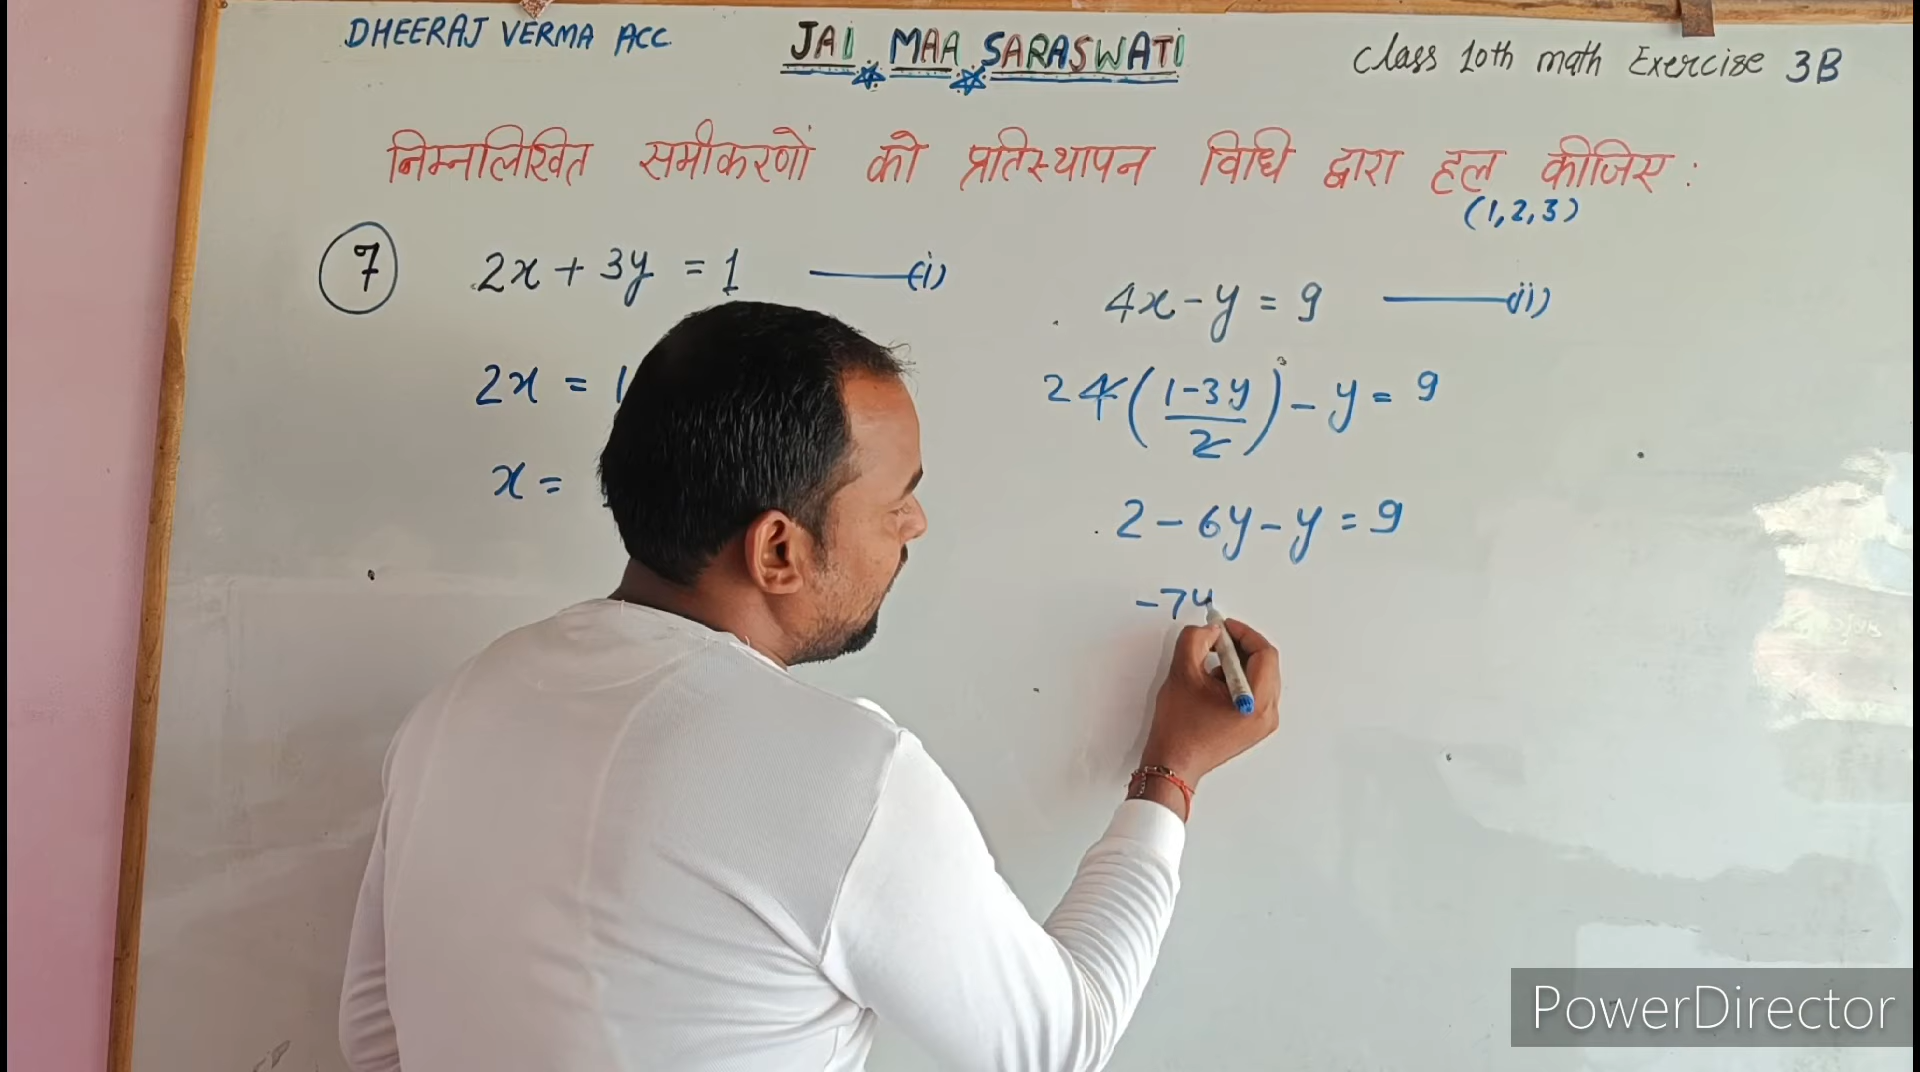 DHEERAJ VERMA ACC.
JAI MAA SARASWATI
Class 10th math Exercise 3B
निम्नलिखित समीकरणों को प्रतिस्थापन विधि द्वारा हल कीजिए :
(1,2,3)
7
2x + 3y = 1 (i)
2x = 1
x =
4x - y = 9 (ii)
2 4(1-3y/2) - y = 9
2 - 6y - y = 9
-7y
PowerDirector